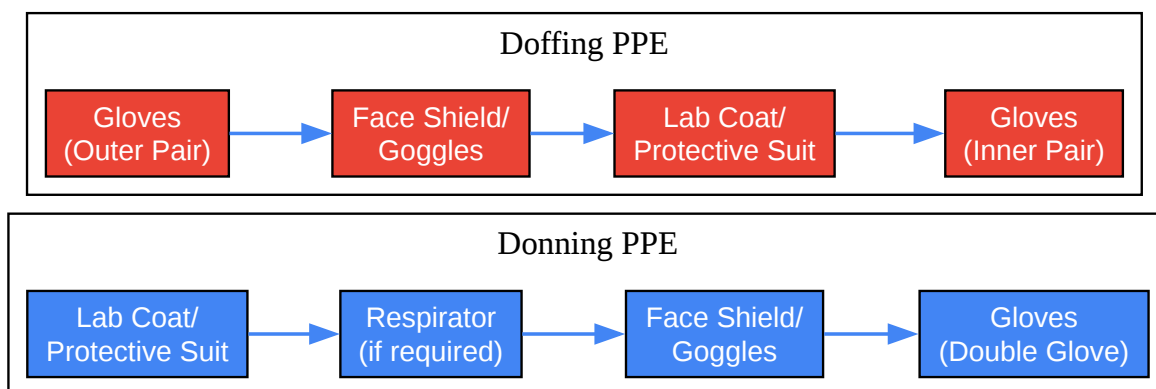 Doffing PPE
Gloves
(Outer Pair)
Face Shield/
Goggles
Lab Coat/
Protective Suit
Gloves
(Inner Pair)
Donning PPE
Lab Coat/
Protective Suit
Respirator
(if required)
Face Shield/
Goggles
Gloves
(Double Glove)